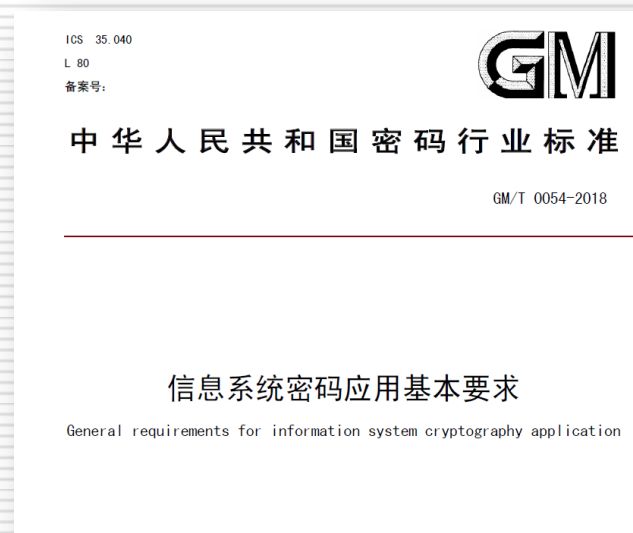 ICS 35.040
L 80
备案号:
GM
中华人民共和国密码行业标准
GM/T 0054-2018
信息系统密码应用基本要求
General requirements for information system cryptography application